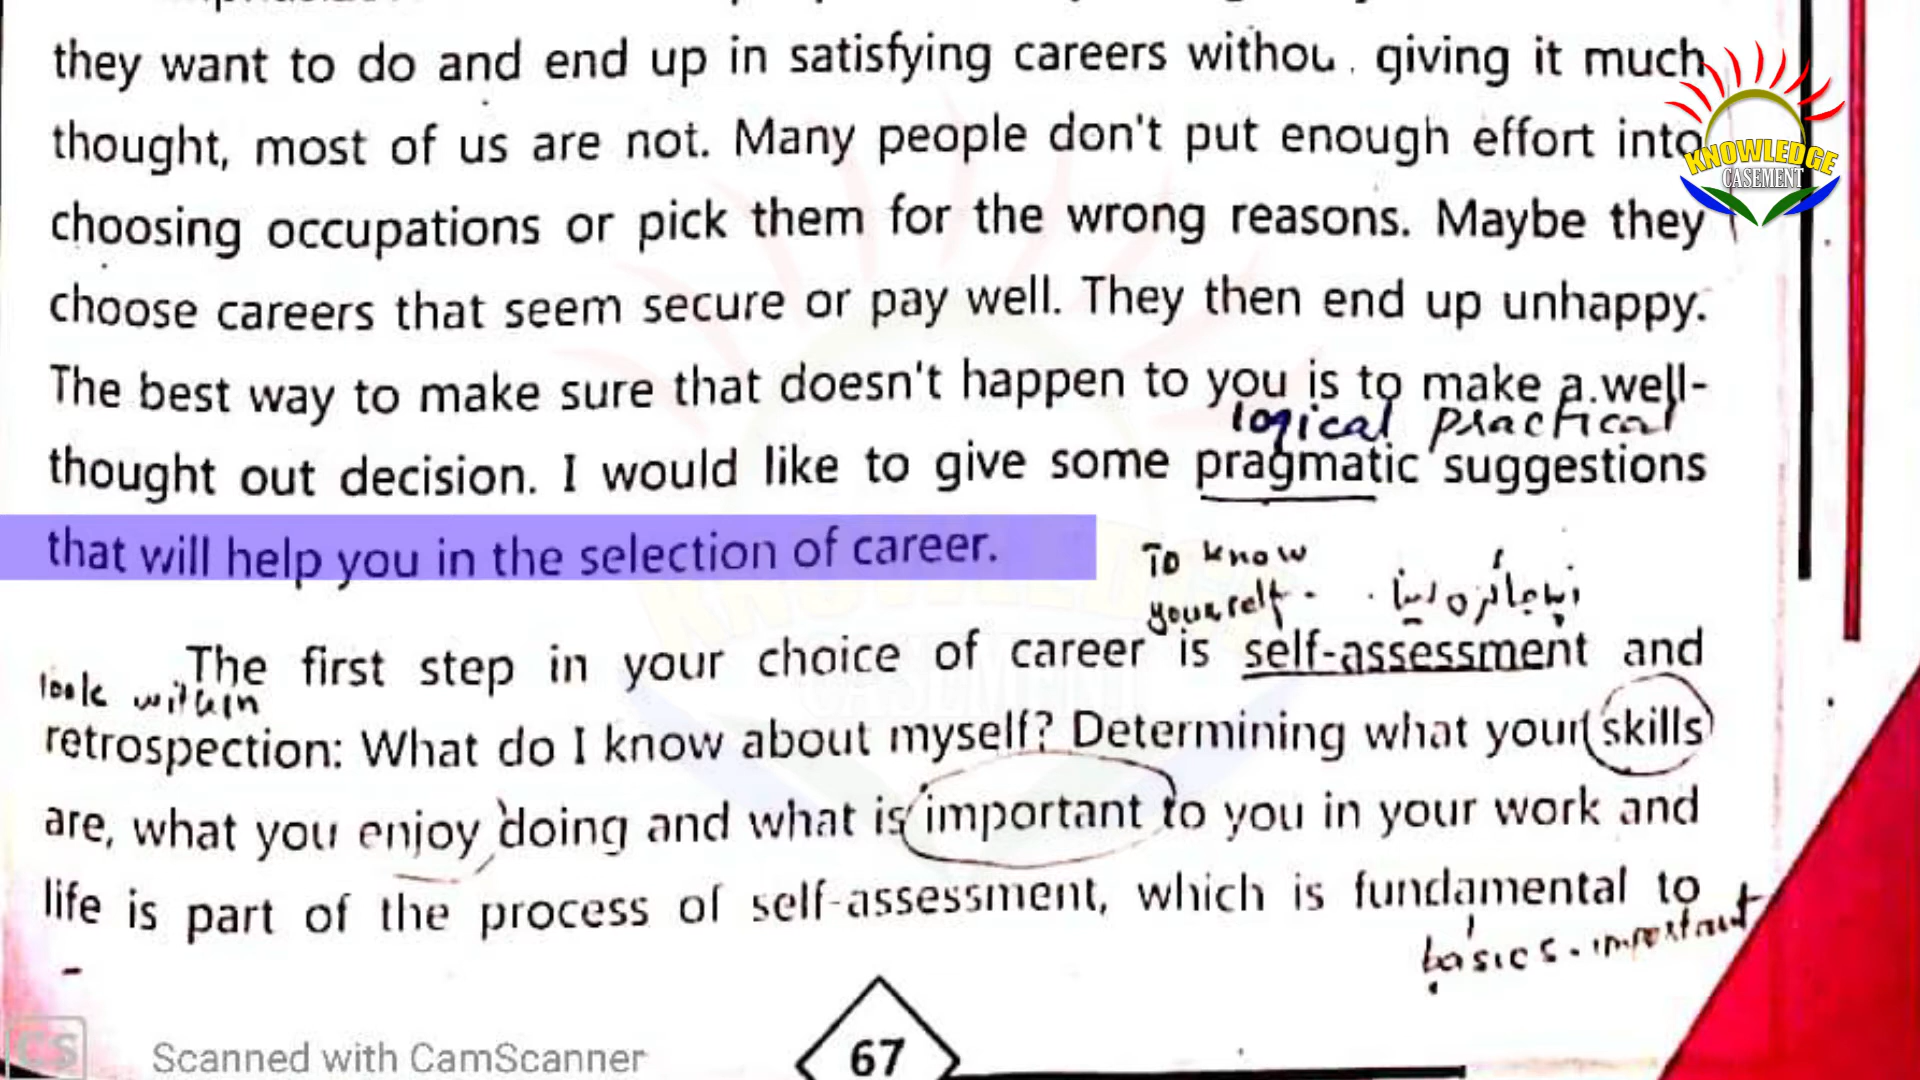 they want to do and end up in satisfying careers without giving it much
thought, most of us are not. Many people don't put enough effort into
choosing occupations or pick them for the wrong reasons. Maybe they
choose careers that seem secure or pay well. They then end up unhappy.
The best way to make sure that doesn't happen to you is to make a well-
logical practical
thought out decision. I would like to give some pragmatic suggestions
that will help you in the selection of career.
To know
yourself.
اپنا جائزہ لینا
The first step in your choice of career is self-assessment and
look within
retrospection: What do I know about myself? Determining what your skills
are, what you enjoy doing and what is important to you in your work and
life is part of the process of self-assessment, which is fundamental to
basics. important
67
CS
Scanned with CamScanner
KNOWLEDGE
CASEMENT